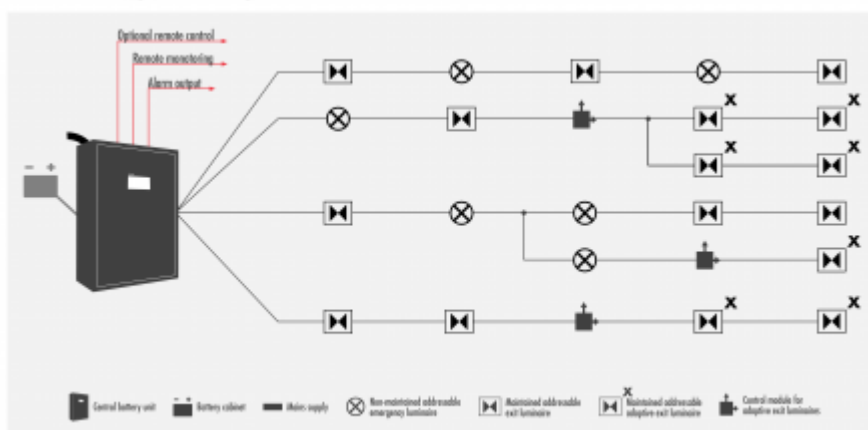 Optional remote control
Remote monitoring
Alarm output
- +
X X
X X
X
X X
- +
X
Central battery unit
Battery cabinet
Mains supply
Non-maintained addressable
emergency luminaire
Maintained addressable
exit luminaire
Maintained addressable
adaptive exit luminaire
Control module for
adaptive exit luminaires